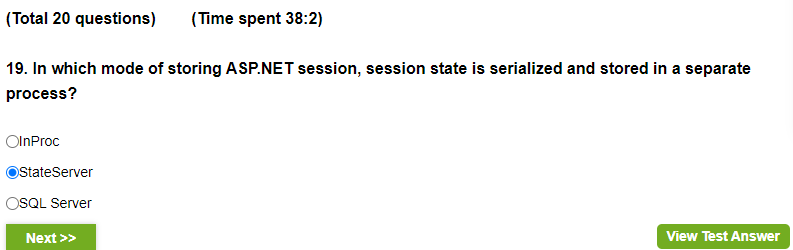 (Total 20 questions) (Time spent 38:2)
19. In which mode of storing ASP.NET session, session state is serialized and stored in a separate
process?
InProc
StateServer
SQL Server
Next >>
View Test Answer